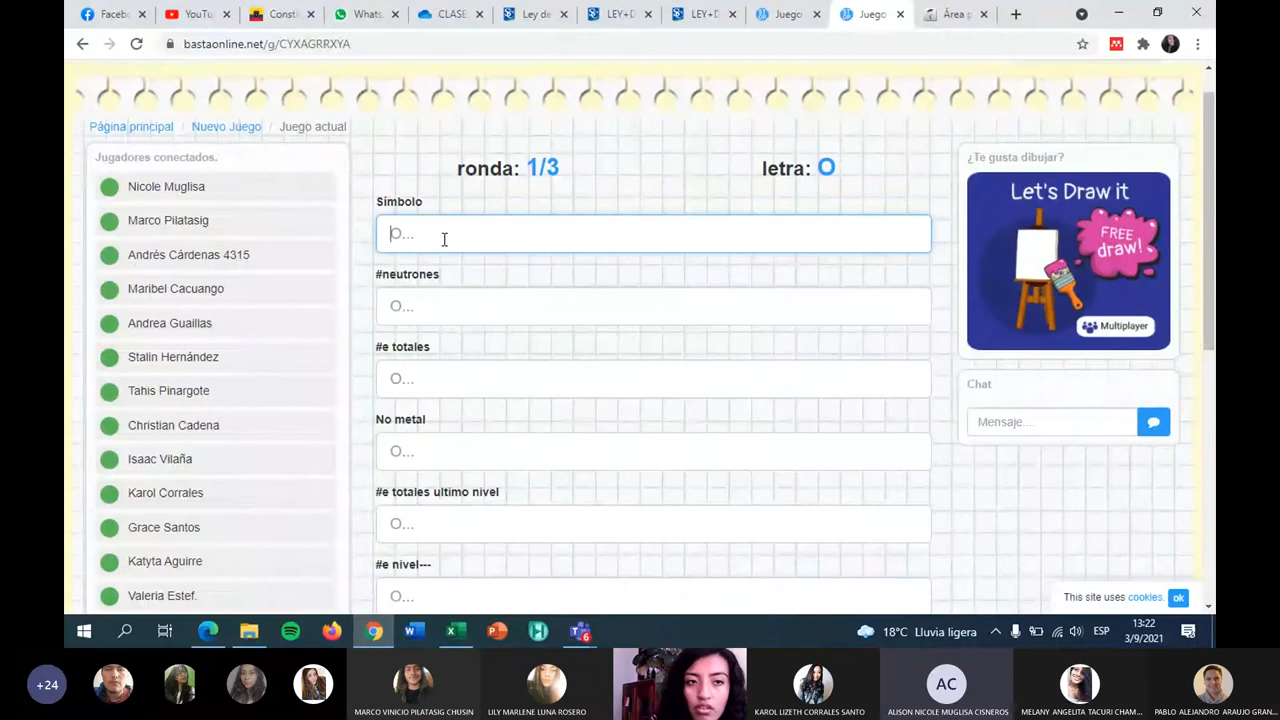 Faceb
YouTu
Consti
Whats
CLASE
Ley de
LEY+D
LEY+D
Juego
Juego
Área p
bastaonline.net/g/CYXAGRRXYA
Página principal / Nuevo Juego / Juego actual
Jugadores conectados.
Nicole Muglisa
Marco Pilatasig
Andrés Cárdenas 4315
Maribel Cacuango
Andrea Guaillas
Stalin Hernández
Tahis Pinargote
Christian Cadena
Isaac Vilaña
Karol Corrales
Grace Santos
Katyta Aguirre
Valeria Estef.
ronda: 1/3
letra: O
Símbolo
O...
#neutrones
O...
#e totales
O...
No metal
O...
#e totales ultimo nivel
O...
#e nivel---
O...
¿Te gusta dibujar?
Let's Draw it
FREE
draw!
Multiplayer
Chat
Mensaje....
This site uses cookies. ok
18°C Lluvia ligera
ESP
13:22
3/9/2021
+24
MARCO VINICIO PILATASIG CHUSIN
LILY MARLENE LUNA ROSERO
KAROL LIZETH CORRALES SANTO
AC
ALISON NICOLE MUGLISA CISNEROS
MELANY ANGELITA TACURI CHAM...
PABLO ALEJANDRO ARAUJO GRAN...